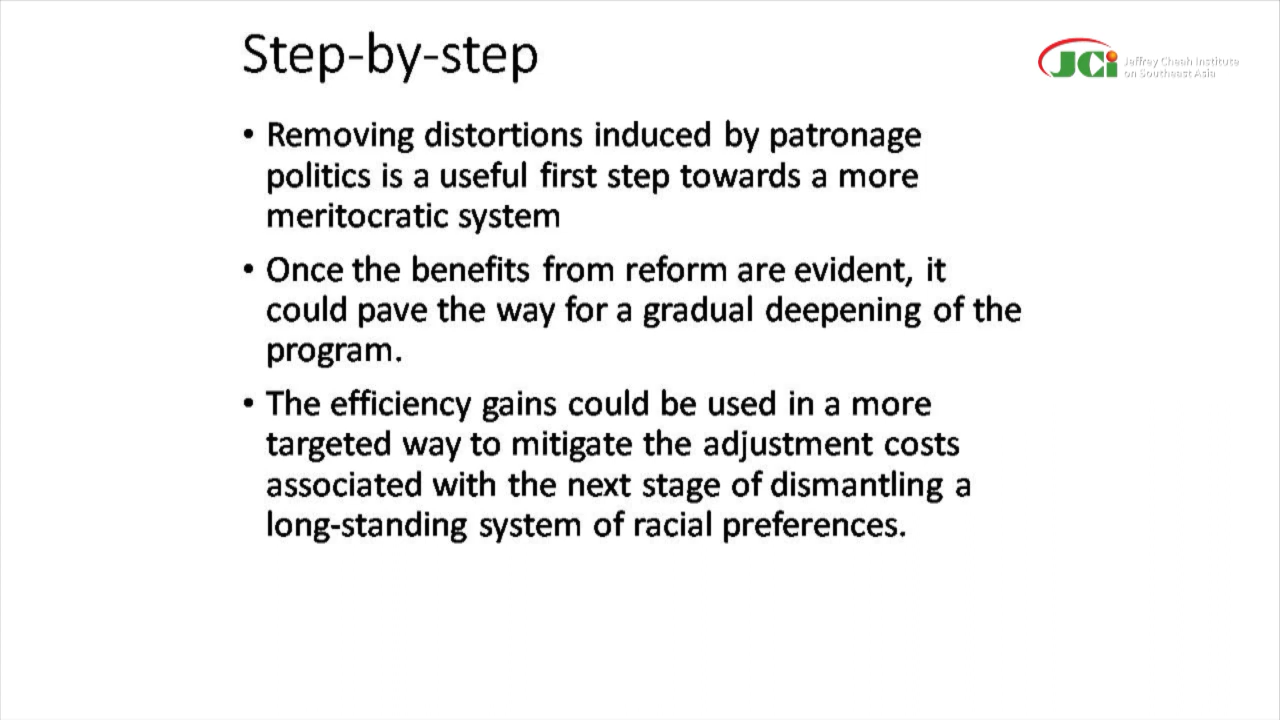 Step-by-step
JCi Jeffrey Cheah Institute
on Southeast Asia
• Removing distortions induced by patronage
politics is a useful first step towards a more
meritocratic system
• Once the benefits from reform are evident, it
could pave the way for a gradual deepening of the
program.
• The efficiency gains could be used in a more
targeted way to mitigate the adjustment costs
associated with the next stage of dismantling a
long-standing system of racial preferences.